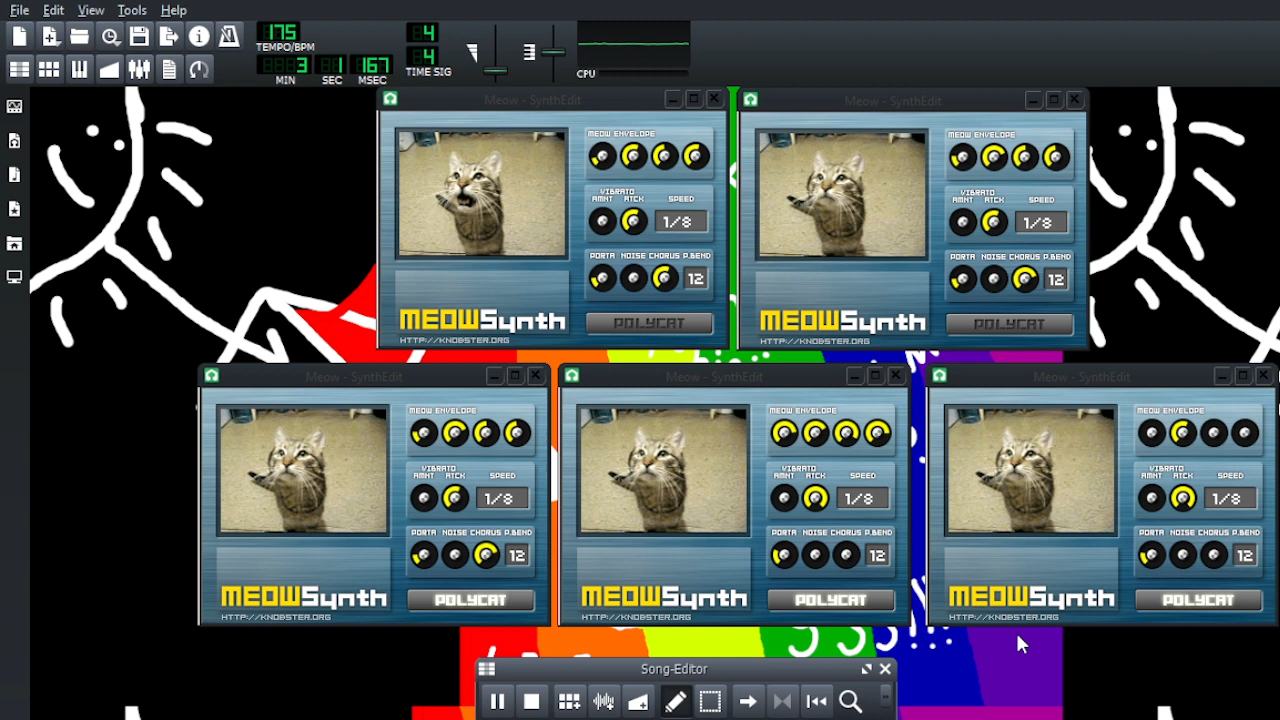 File Edit View Tools Help
175
TEMPO/BPM
3 1 167
MIN SEC MSEC
4
4
TIME SIG
CPU
Meow - SynthEdit
MEOW ENVELOPE
VIBRATO
AMNT ATCK SPEED
1/8
PORTA NOISE CHORUS P.BEND
12
MEOWSynth
POLYCAT
HTTP://KNOBSTER.ORG
Meow - SynthEdit
MEOW ENVELOPE
VIBRATO
AMNT ATCK SPEED
1/8
PORTA NOISE CHORUS P.BEND
12
MEOWSynth
POLYCAT
HTTP://KNOBSTER.ORG
Meow - SynthEdit
MEOW ENVELOPE
VIBRATO
AMNT ATCK SPEED
1/8
PORTA NOISE CHORUS P.BEND
12
MEOWSynth
POLYCAT
HTTP://KNOBSTER.ORG
Meow - SynthEdit
MEOW ENVELOPE
VIBRATO
AMNT ATCK SPEED
1/8
PORTA NOISE CHORUS P.BEND
12
MEOWSynth
POLYCAT
HTTP://KNOBSTER.ORG
Meow - SynthEdit
MEOW ENVELOPE
VIBRATO
AMNT ATCK SPEED
1/8
PORTA NOISE CHORUS P.BEND
12
MEOWSynth
POLYCAT
HTTP://KNOBSTER.ORG
Song-Editor